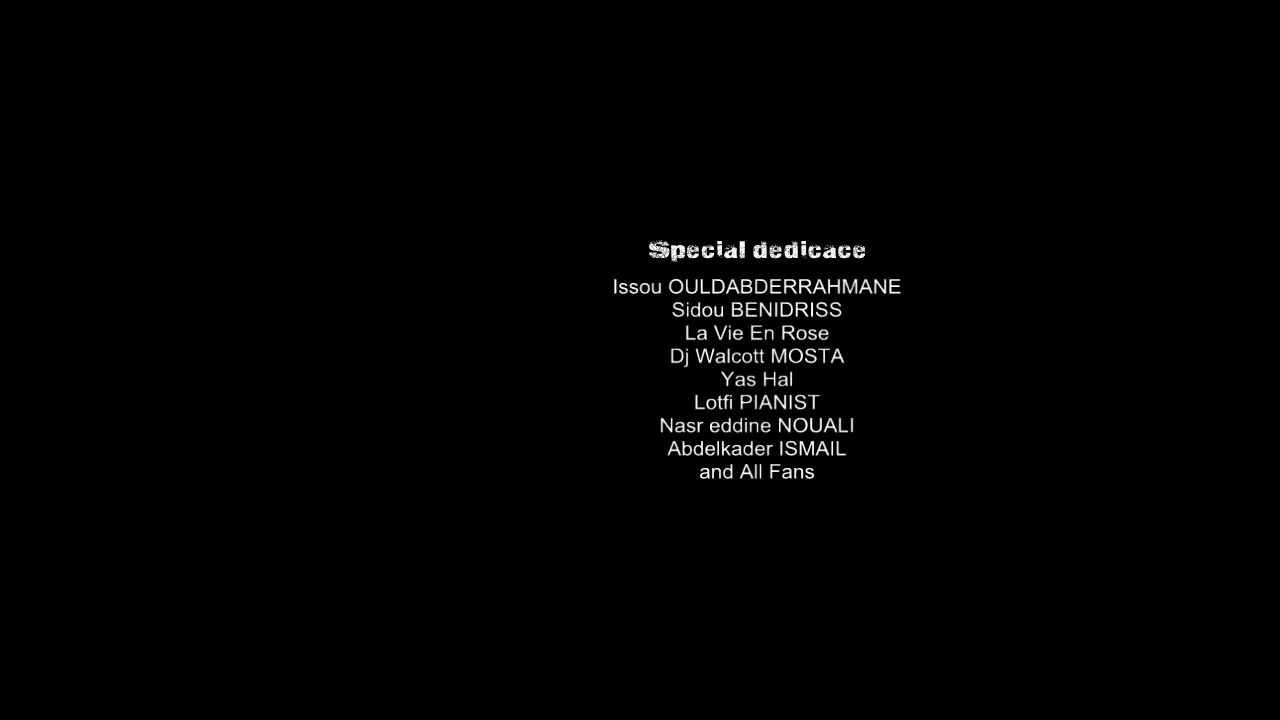 Special dedicace
Issou OULDABDERRAHMANE
Sidou BENIDRISS
La Vie En Rose
Dj Walcott MOSTA
Yas Hal
Lotfi PIANIST
Nasr eddine NOUALI
Abdelkader ISMAIL
and All Fans